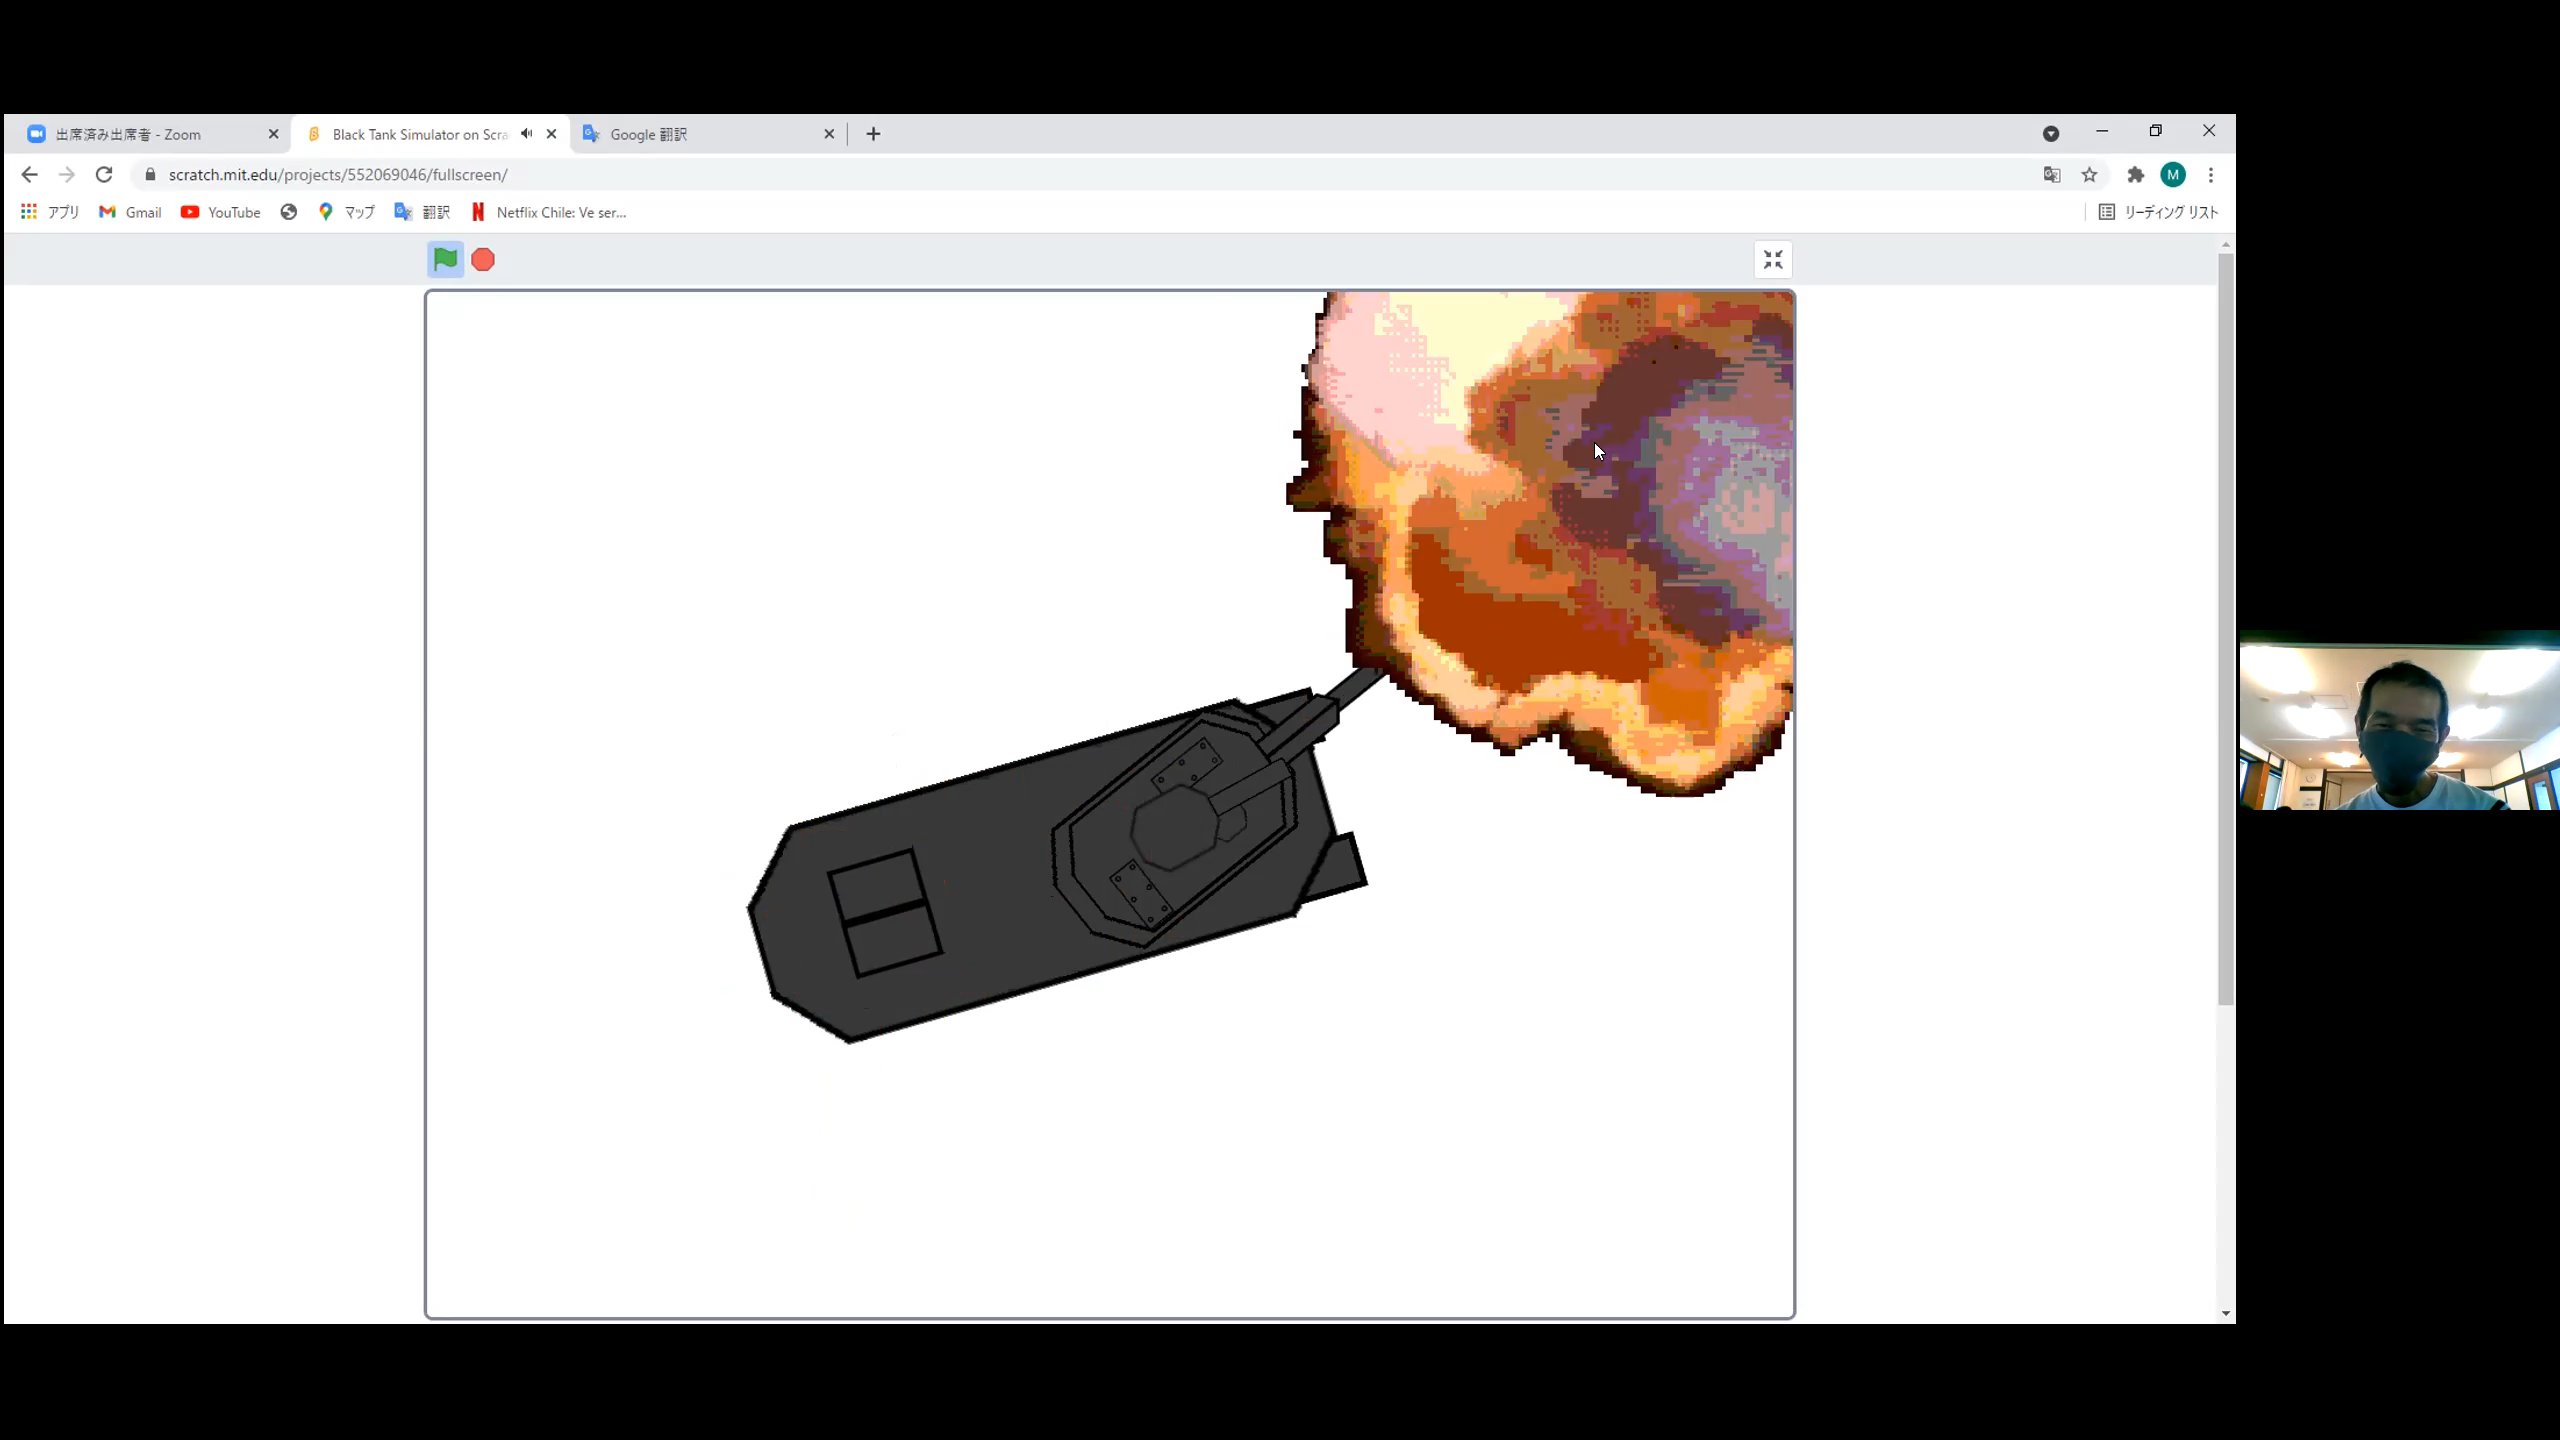 出席済み出席者 - Zoom
Black Tank Simulator on Scra
Google 翻訳
scratch.mit.edu/projects/552069046/fullscreen/
M
アプリ
Gmail
YouTube
マップ
翻訳
Netflix Chile: Ve ser...
リーディング リスト